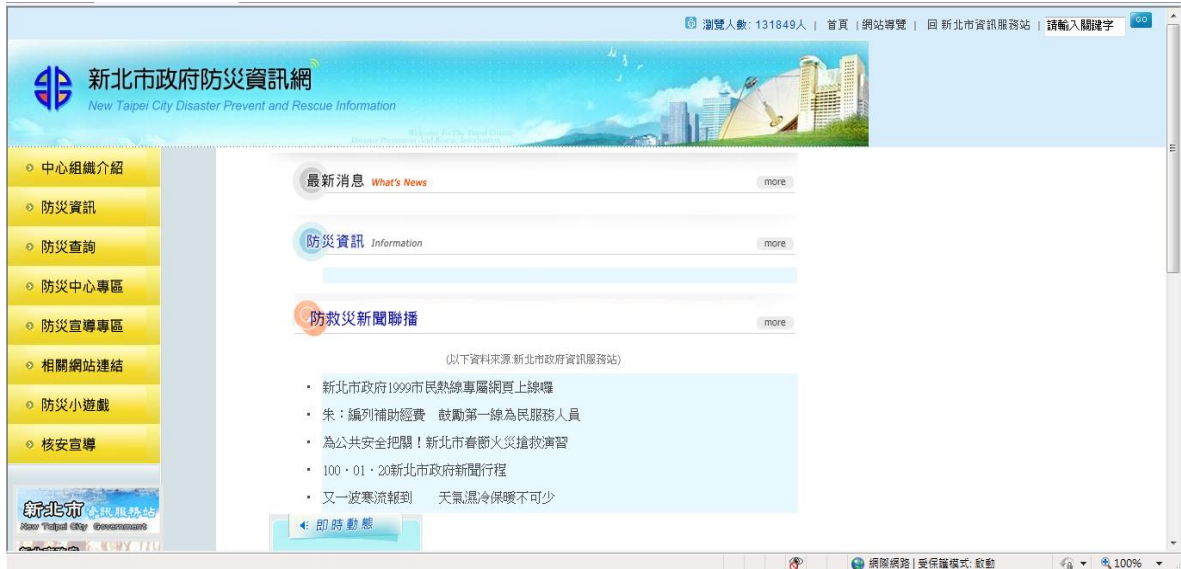 瀏覽人數: 131849人 | 首頁 | 網站導覽 | 回 新北市資訊服務站 | 請輸入關鍵字 GO
新北市政府防災資訊網
New Taipei City Disaster Prevent and Rescue Information
中心組織介紹
防災資訊
防災查詢
防災中心專區
防災宣導專區
相關網站連結
防災小遊戲
核安宣導
新北市 資訊服務站
New Taipei City Government
最新消息 What's News more
防災資訊 Information more
防救災新聞聯播 more
(以下資料來源:新北市政府資訊服務站)
• 新北市政府1999市民熱線專屬網頁上線囉
• 朱:編列補助經費 鼓勵第一線為民服務人員
• 為公共安全把關!新北市春節火災搶救演習
• 100‧01‧20新北市政府新聞行程
• 又一波寒流報到 天氣濕冷保暖不可少
即時動態
網際網路 | 受保護模式: 啟動 100%